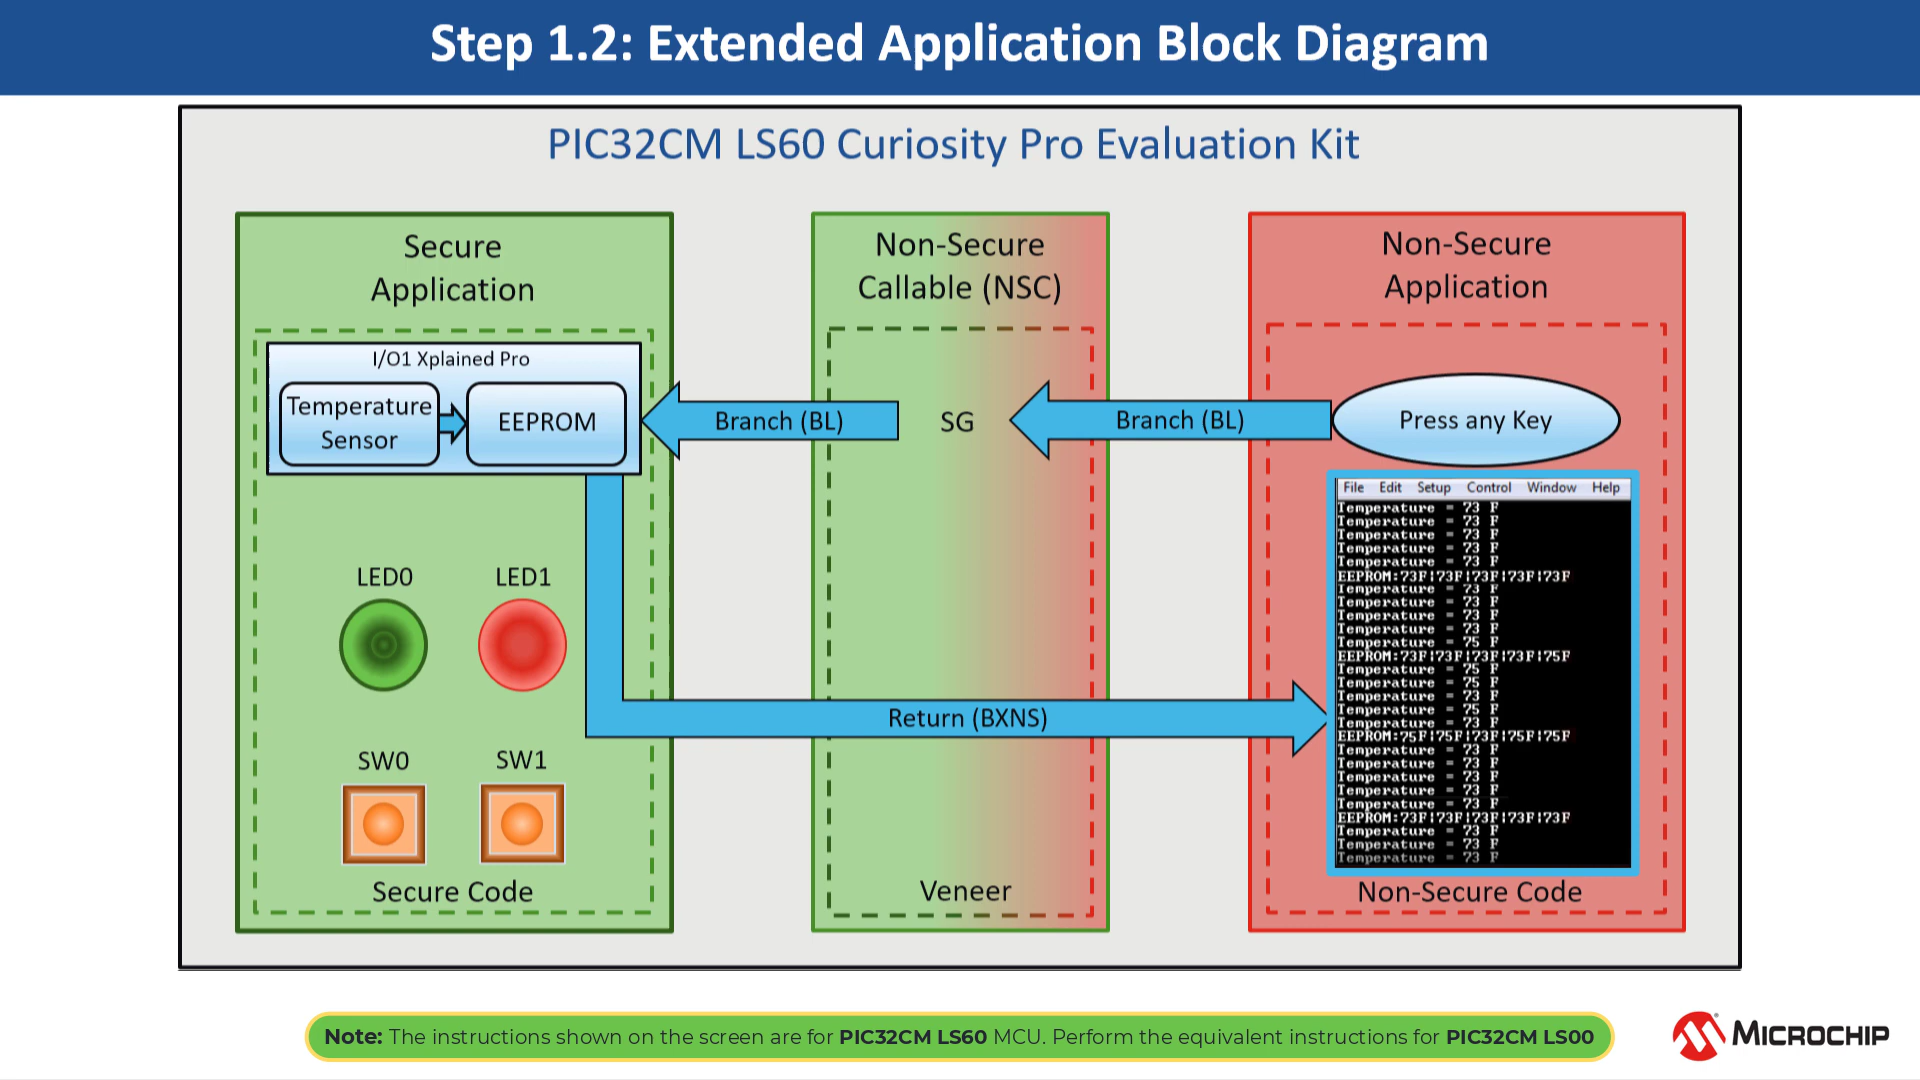 Step 1.2: Extended Application Block Diagram
PIC32CM LS60 Curiosity Pro Evaluation Kit
Secure
Application
I/O1 Xplained Pro
Temperature
Sensor
EEPROM
LED0
LED1
SW0
SW1
Secure Code
Branch (BL)
Non-Secure
Callable (NSC)
SG
Veneer
Branch (BL)
Return (BXNS)
Non-Secure
Application
Press any Key
File Edit Setup Control Window Help
Temperature = 73 F
Temperature = 73 F
Temperature = 73 F
Temperature = 73 F
Temperature = 73 F
EEPROM:73F¦73F¦73F¦73F¦73F
Temperature = 73 F
Temperature = 73 F
Temperature = 73 F
Temperature = 73 F
Temperature = 75 F
EEPROM:73F¦73F¦73F¦73F¦75F
Temperature = 75 F
Temperature = 75 F
Temperature = 73 F
Temperature = 75 F
Temperature = 73 F
EEPROM:75F¦75F¦73F¦75F¦75F
Temperature = 73 F
Temperature = 73 F
Temperature = 73 F
Temperature = 73 F
Temperature = 73 F
EEPROM:73F¦73F¦73F¦73F¦73F
Temperature = 73 F
Temperature = 73 F
Temperature = 73 F
Non-Secure Code
Note: The instructions shown on the screen are for PIC32CM LS60 MCU. Perform the equivalent instructions for PIC32CM LS00
MICROCHIP